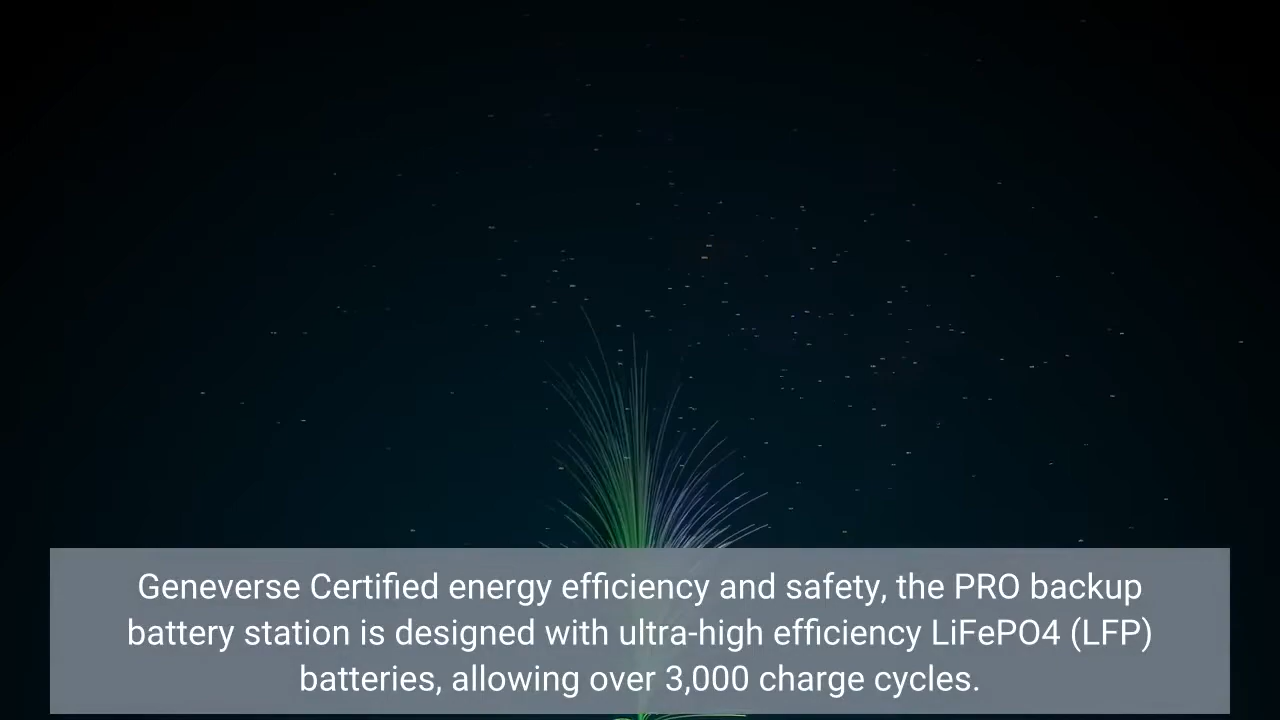 Geneverse Certified energy efficiency and safety, the PRO backup
battery station is designed with ultra-high efficiency LiFePO4 (LFP)
batteries, allowing over 3,000 charge cycles.